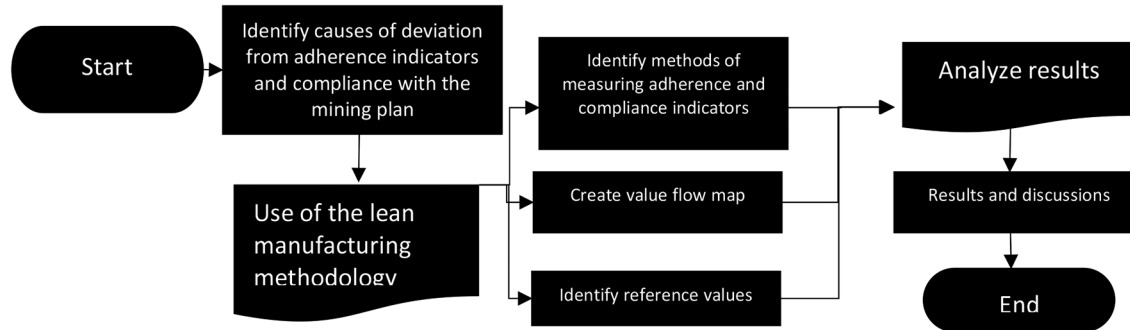 Start
Identify causes of deviation
from adherence indicators
and compliance with the
mining plan
Use of the lean
manufacturing
methodology
Identify methods of
measuring adherence and
compliance indicators
Create value flow map
Identify reference values
Analyze results
Results and discussions
End